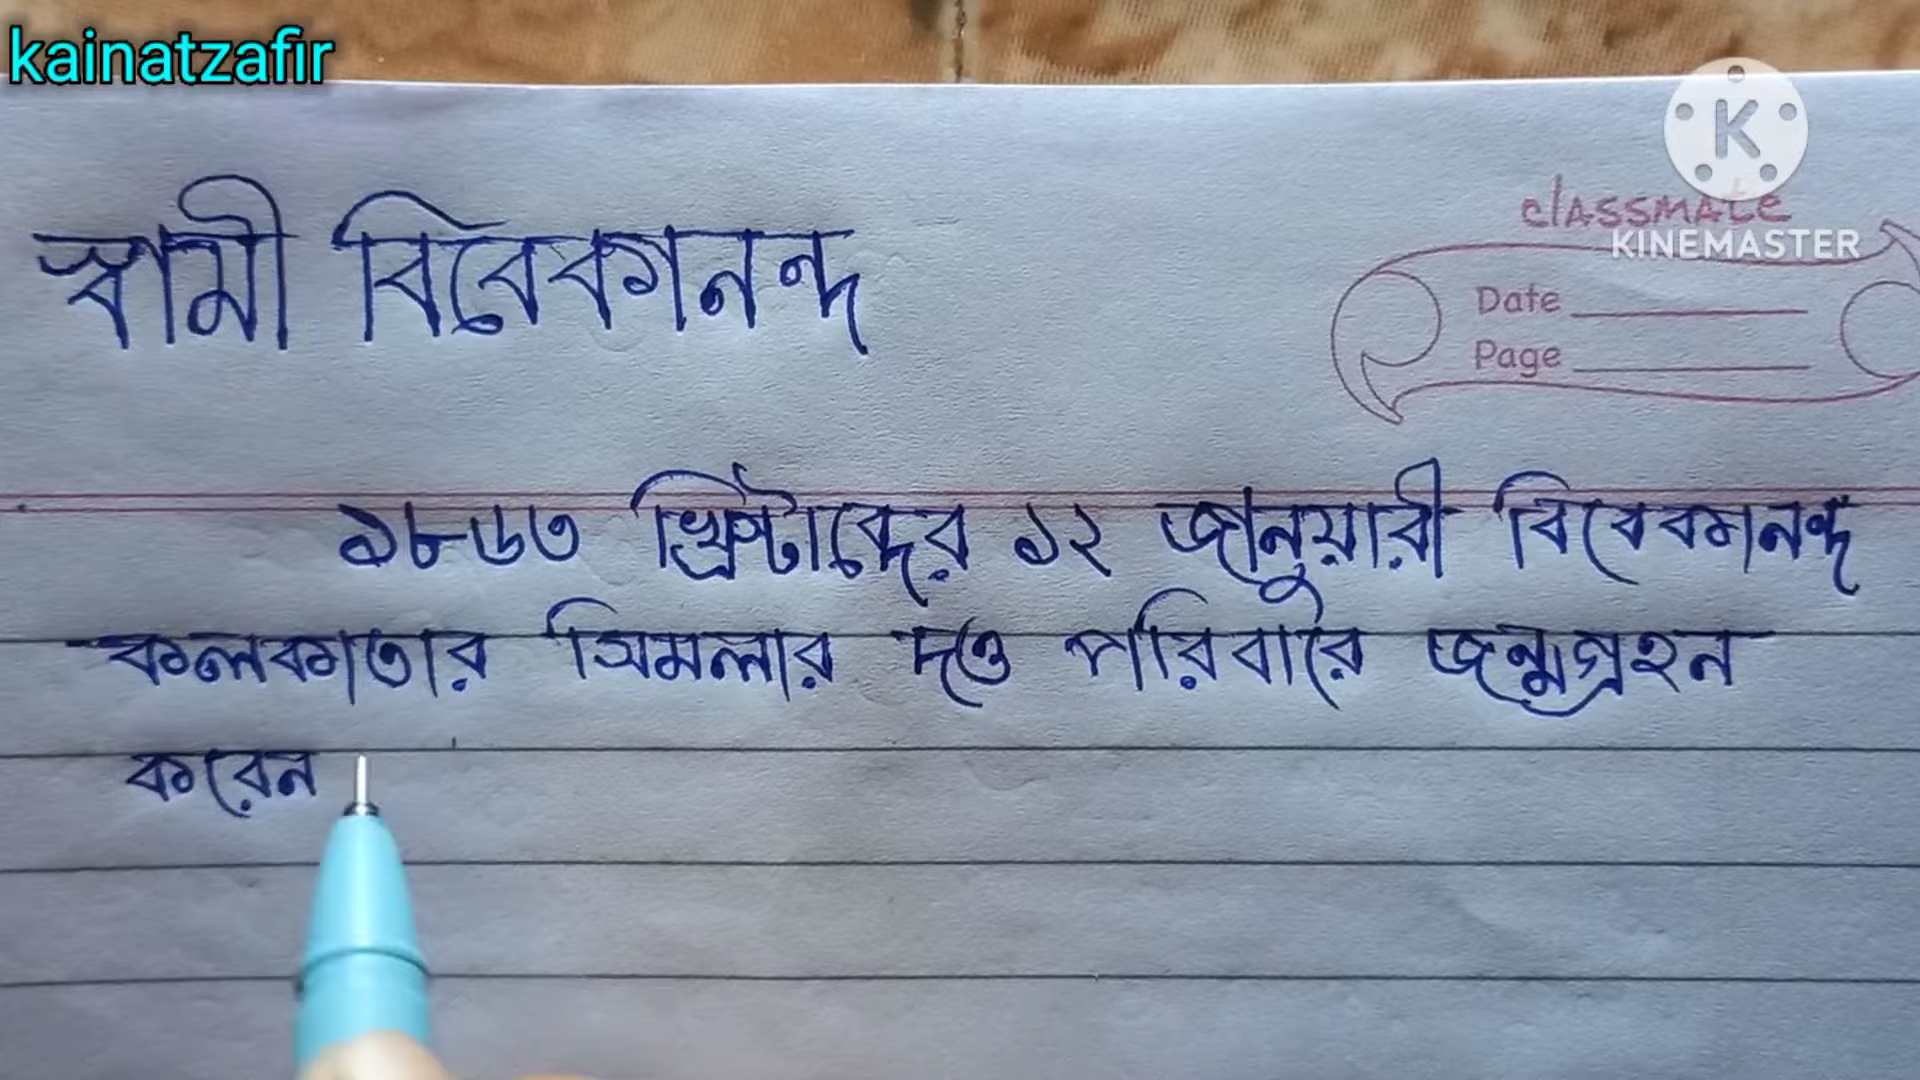 kainatzafir
K
classmate
KINEMASTER
স্বামী বিবেকানন্দ
Date
Page
১৮৬৩ খ্রিস্টাব্দের ১২ জানুয়ারী বিবেকানন্দ
কলকাতার সিমলার দত্ত পরিবারে জন্মগ্রহন
করেন